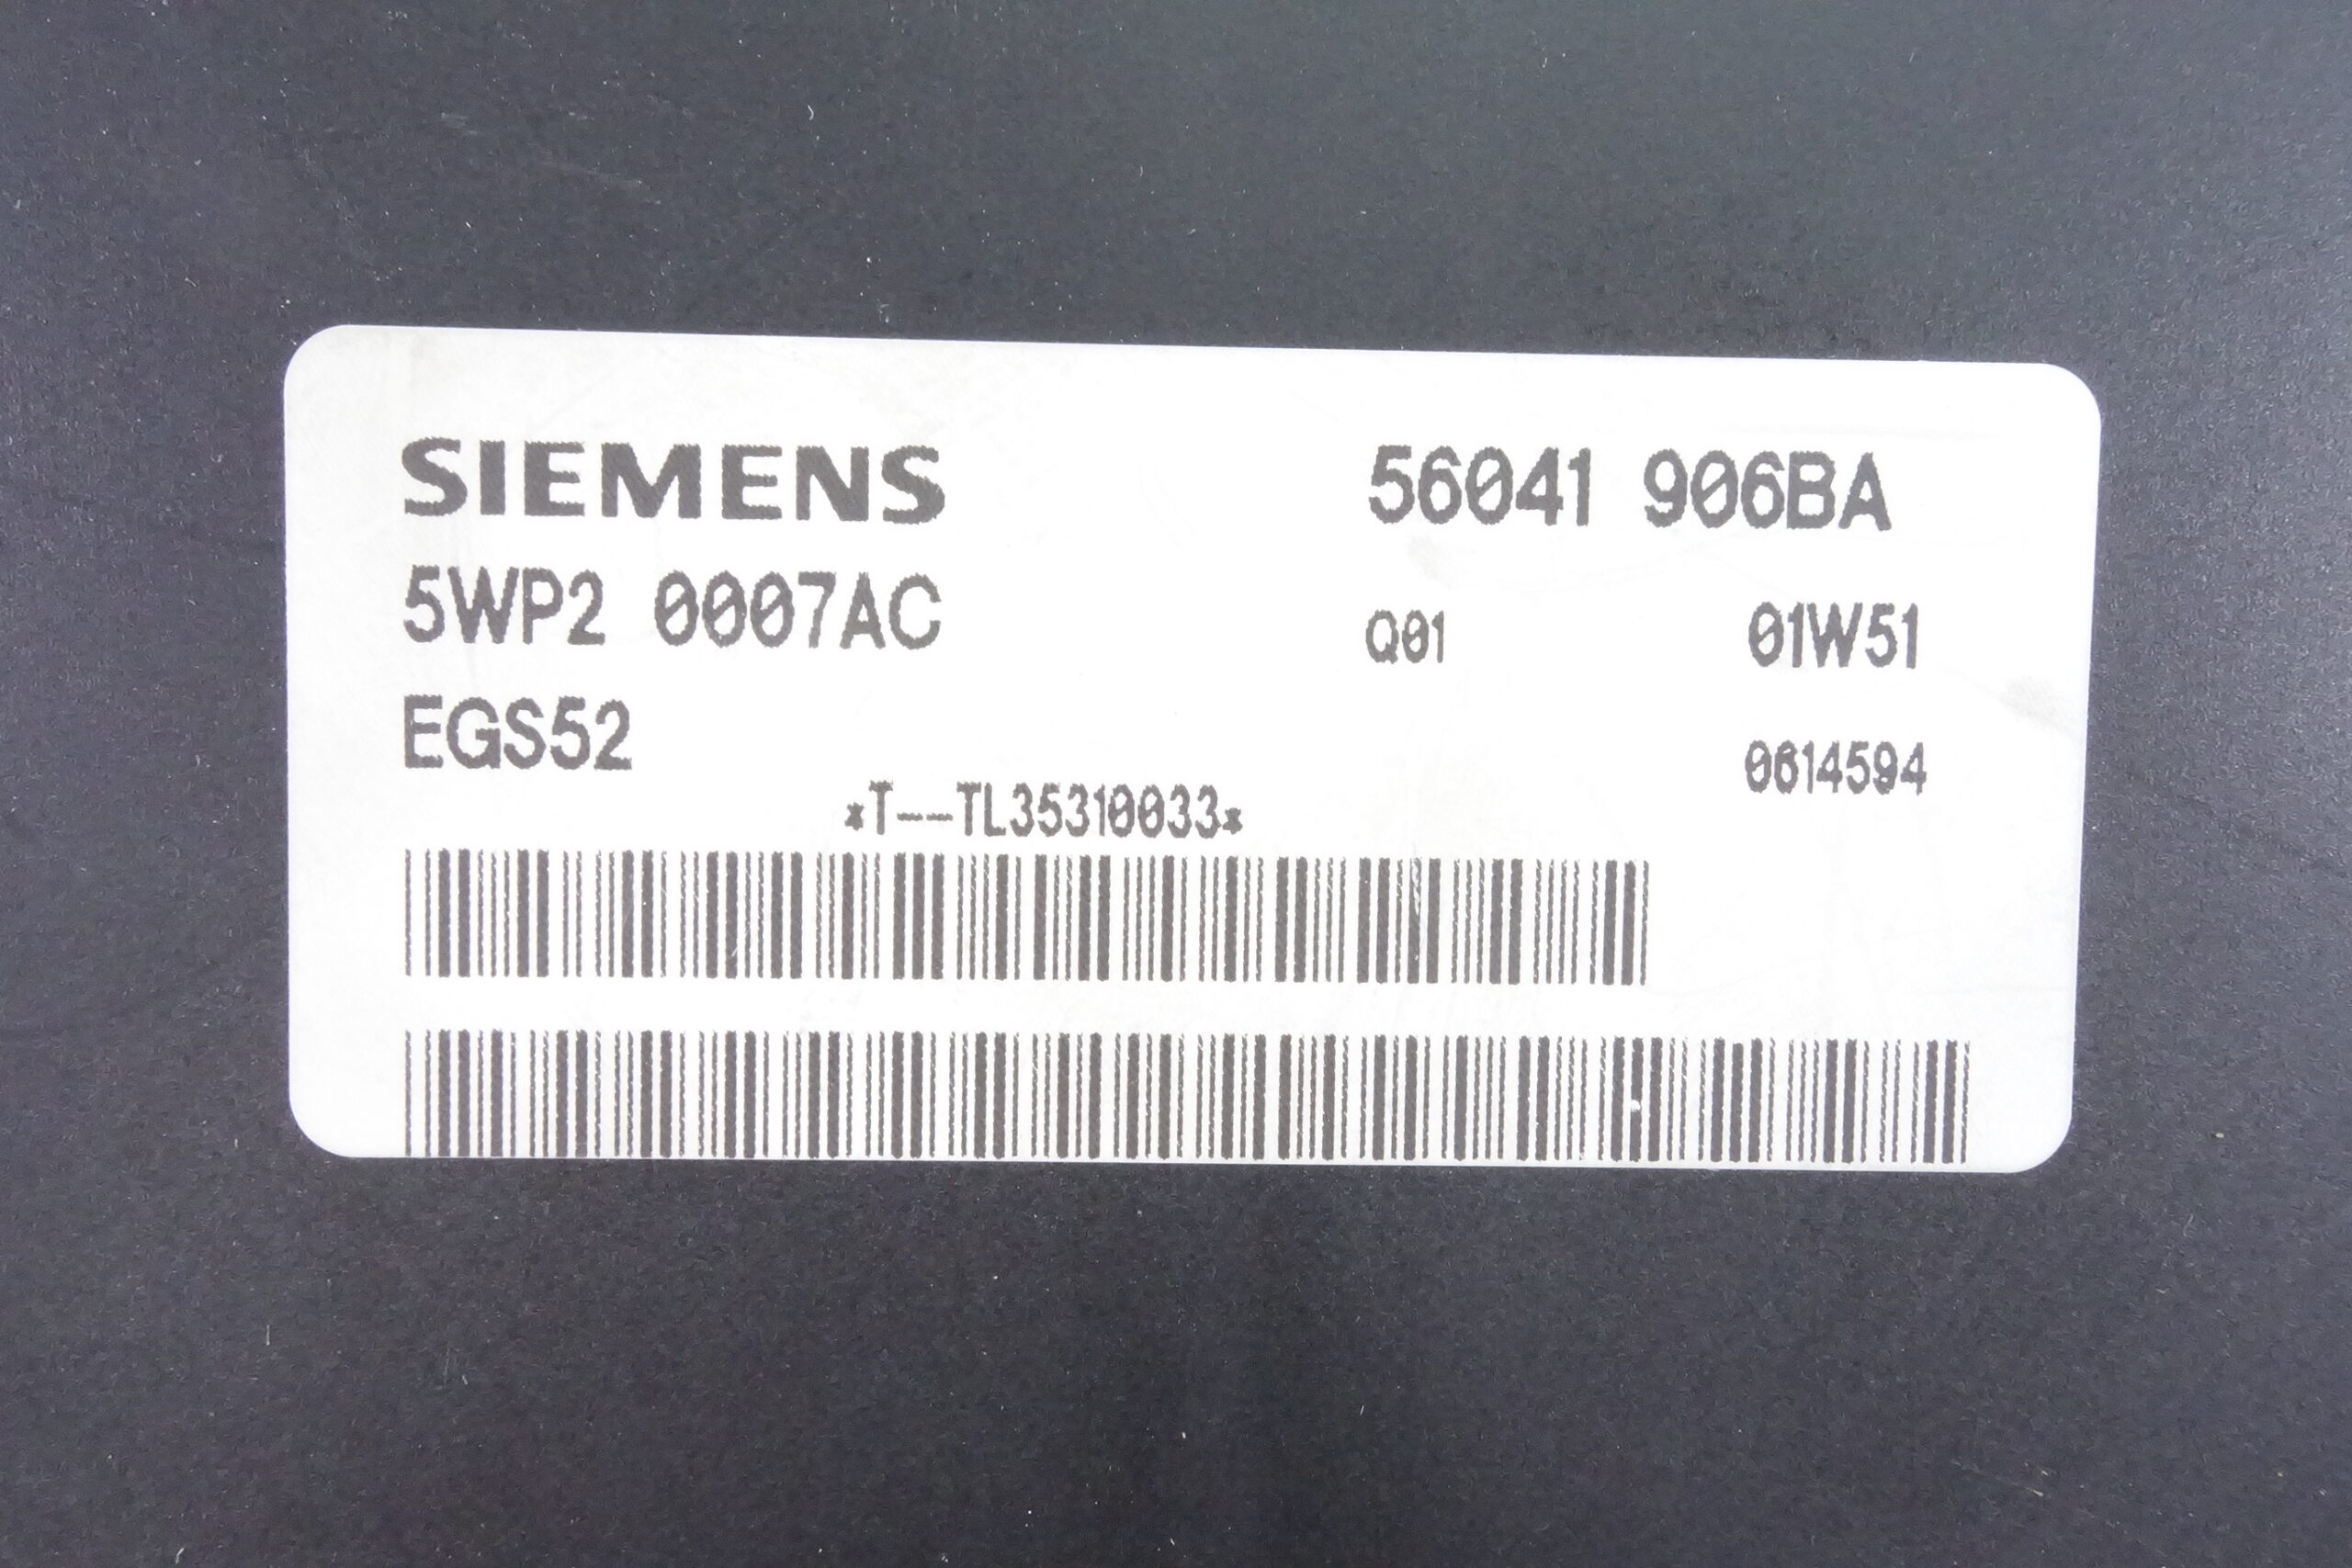 SIEMENS 56041 906BA
5WP2 0007AC Q01 01W51
EGS52 0614594
*T--TL35310033*